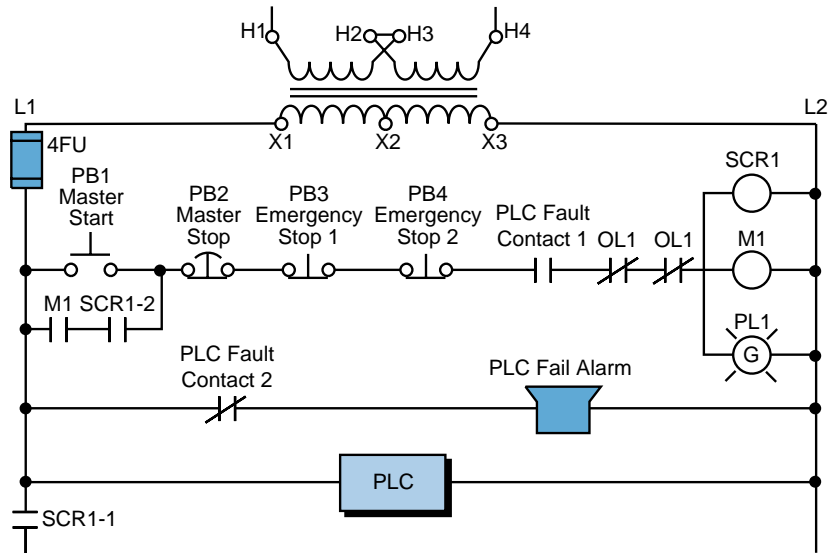 H1
H2
H3
H4
L1
L2
X1
X2
X3
4FU
PB1
Master
Start
PB2
Master
Stop
PB3
Emergency
Stop 1
PB4
Emergency
Stop 2
PLC Fault
Contact 1
OL1
OL1
SCR1
M1
PL1
G
M1
SCR1-2
PLC Fault
Contact 2
PLC Fail Alarm
PLC
SCR1-1